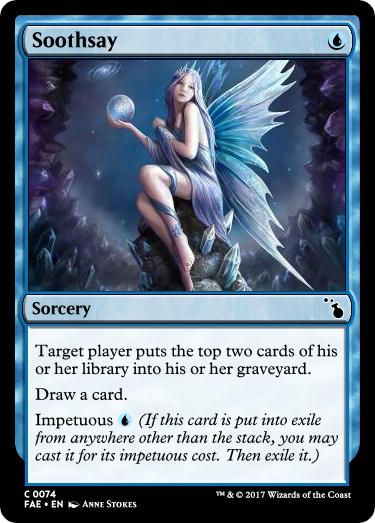 Soothsay
Sorcery
Target player puts the top two cards of his
or her library into his or her graveyard.
Draw a card.
Impetuous (If this card is put into exile
from anywhere other than the stack, you may
cast it for its impetuous cost. Then exile it.)
C 0074
FAE • EN Anne Stokes
™ & © 2017 Wizards of the Coast